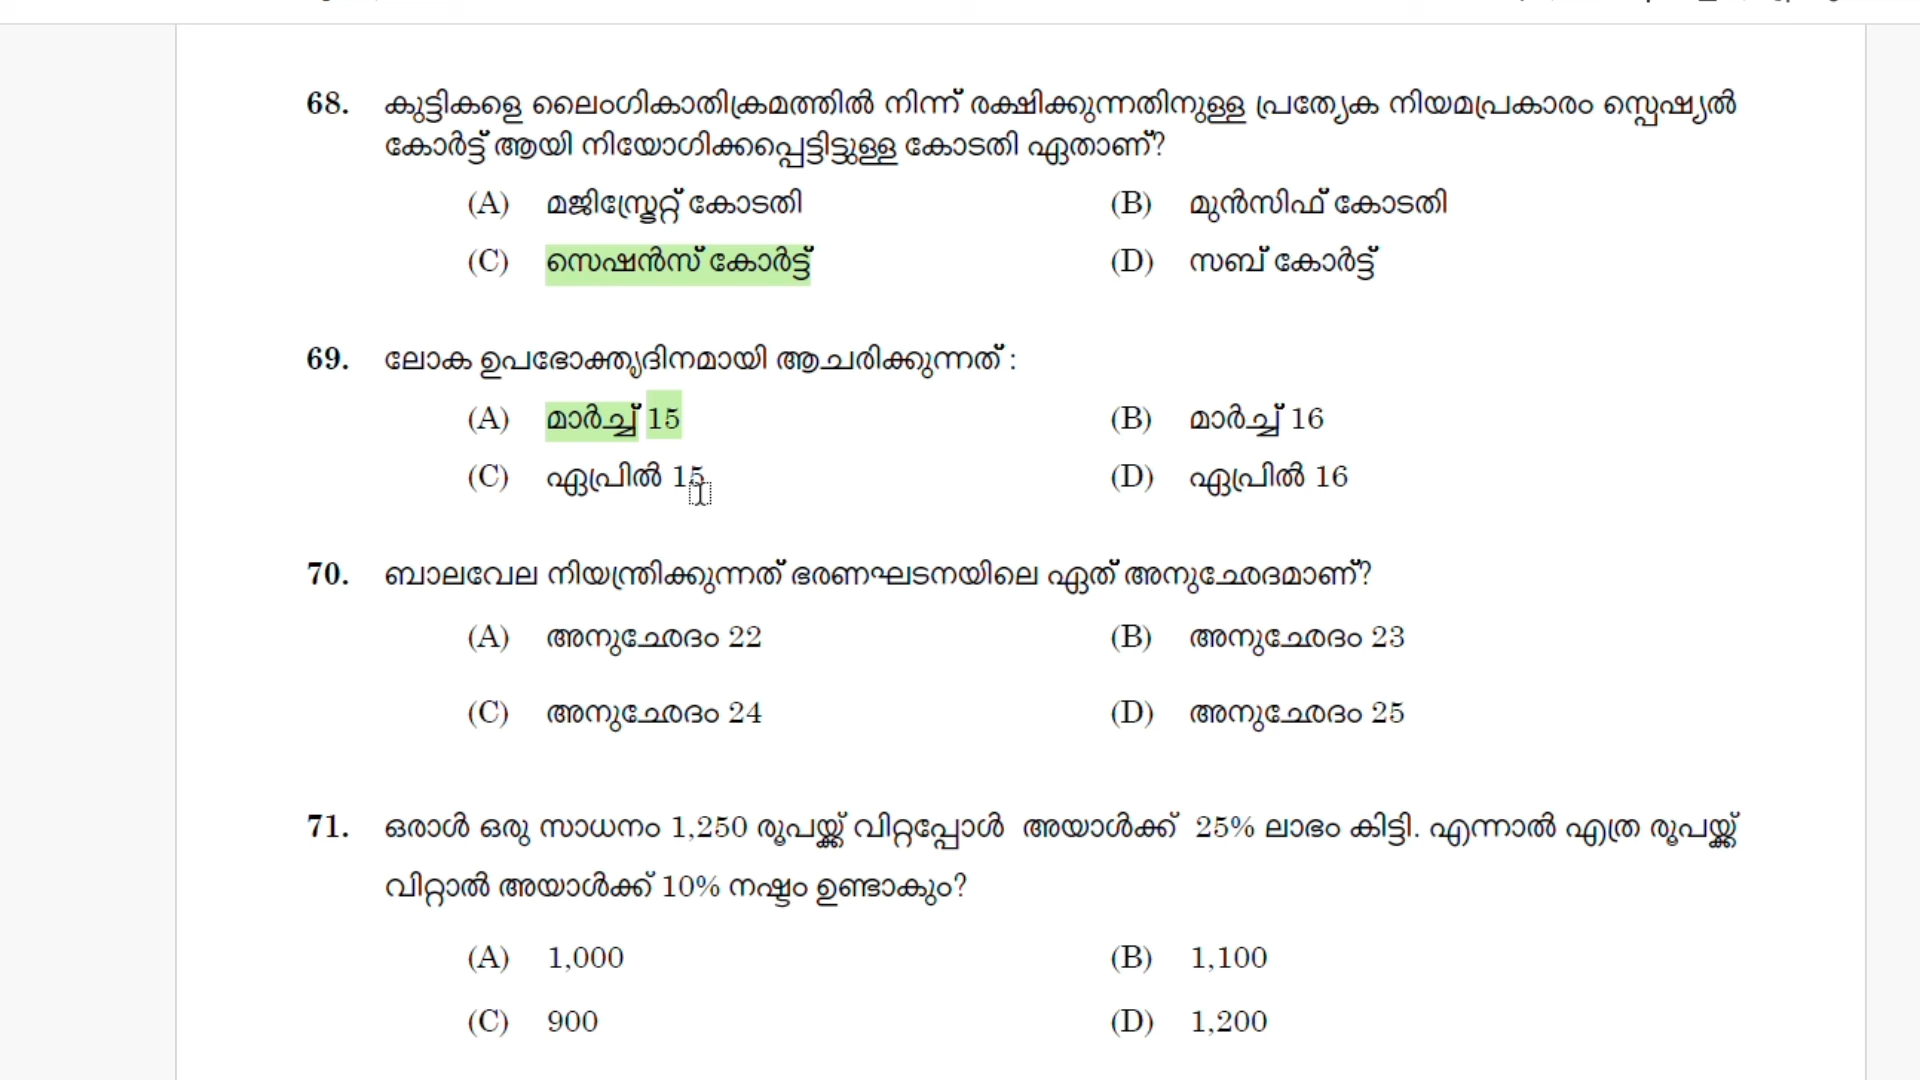 68. കുട്ടികളെ ലൈംഗികാതിക്രമത്തിൽ നിന്ന് രക്ഷിക്കുന്നതിനുള്ള പ്രത്യേക നിയമപ്രകാരം സ്പെഷ്യൽ
കോർട്ട് ആയി നിയോഗിക്കപ്പെട്ടിട്ടുള്ള കോടതി ഏതാണ്?
(A) മജിസ്ട്രേറ്റ് കോടതി (B) മുൻസിഫ് കോടതി
(C) സെഷൻസ് കോർട്ട് (D) സബ് കോർട്ട്
69. ലോക ഉപഭോക്തൃദിനമായി ആചരിക്കുന്നത് :
(A) മാർച്ച് 15 (B) മാർച്ച് 16
(C) ഏപ്രിൽ 15 (D) ഏപ്രിൽ 16
70. ബാലവേല നിയന്ത്രിക്കുന്നത് ഭരണഘടനയിലെ ഏത് അനുച്ഛേദമാണ്?
(A) അനുച്ഛേദം 22 (B) അനുച്ഛേദം 23
(C) അനുച്ഛേദം 24 (D) അനുച്ഛേദം 25
71. ഒരാൾ ഒരു സാധനം 1,250 രൂപയ്ക്ക് വിറ്റപ്പോൾ അയാൾക്ക് 25% ലാഭം കിട്ടി. എന്നാൽ എത്ര രൂപയ്ക്ക്
വിറ്റാൽ അയാൾക്ക് 10% നഷ്ടം ഉണ്ടാകും?
(A) 1,000 (B) 1,100
(C) 900 (D) 1,200